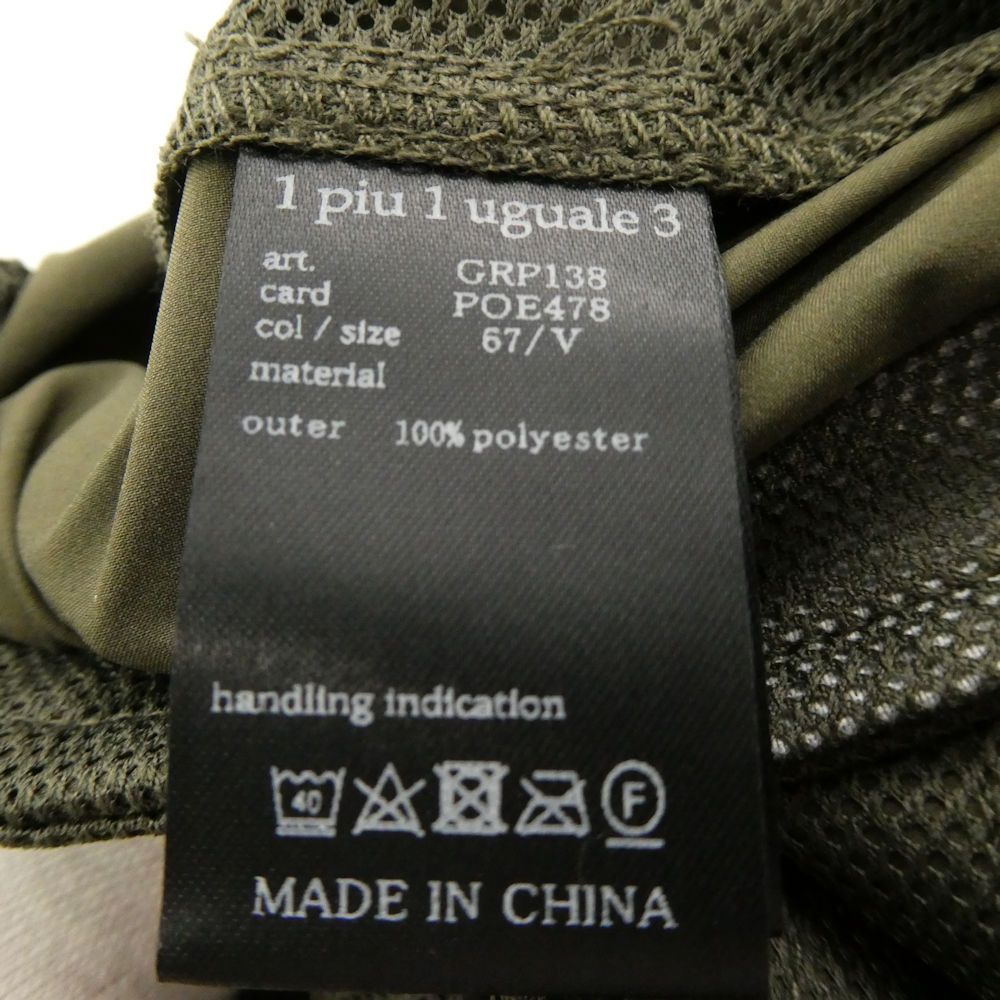 1 piu 1 uguale 3
art. GRP138
card POE478
col / size 67/V
material
outer 100% polyester
handling indication
40 F
MADE IN CHINA